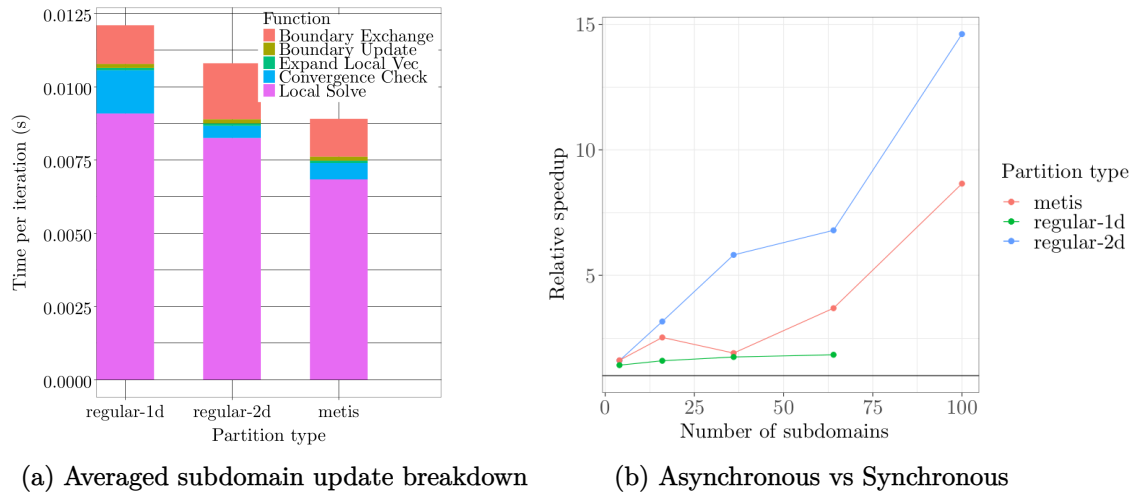 Function
Boundary Exchange
Boundary Update
Expand Local Vec
Convergence Check
Local Solve
0.0125
0.0100
0.0075
0.0050
0.0025
0.0000
Time per iteration (s)
regular-1d regular-2d metis
Partition type
(a) Averaged subdomain update breakdown
15
10
5
Relative speedup
0 25 50 75 100
Number of subdomains
Partition type
metis
regular-1d
regular-2d
(b) Asynchronous vs Synchronous